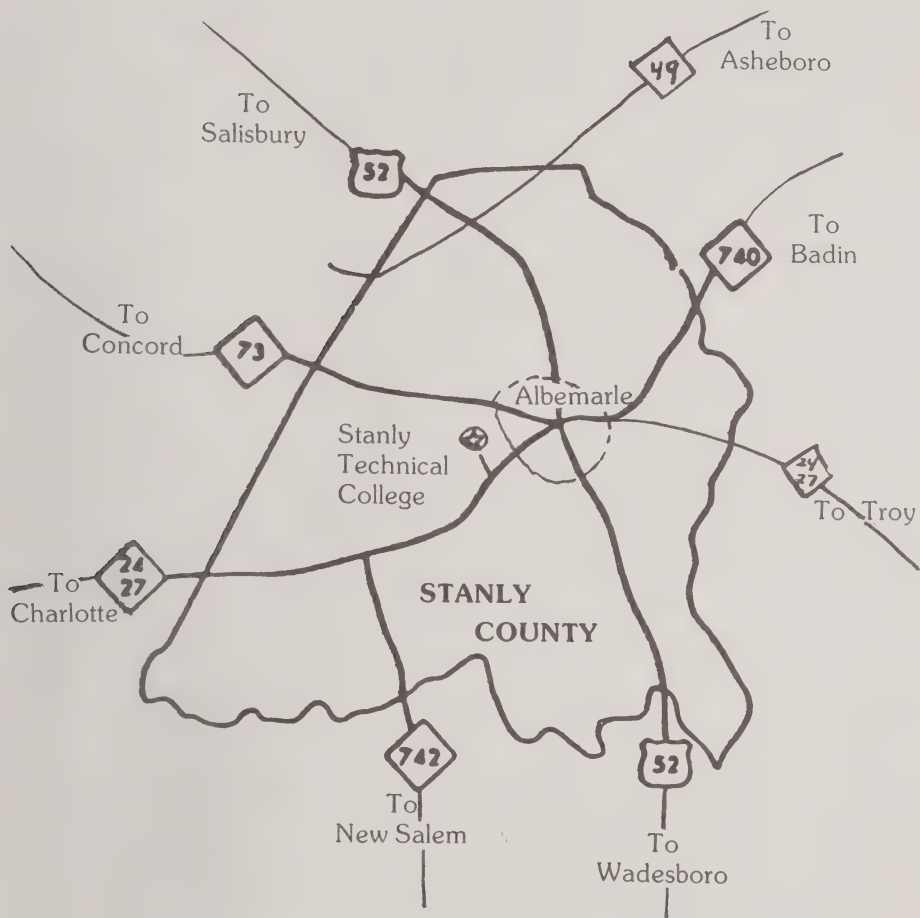 To
Asheboro
49
To
Salisbury
52
To
Badin
740
To
Concord
73
Albemarle
Stanly
Technical
College
24
27
To Troy
24
27
To
Charlotte
STANLY
COUNTY
742
To
New Salem
52
To
Wadesboro